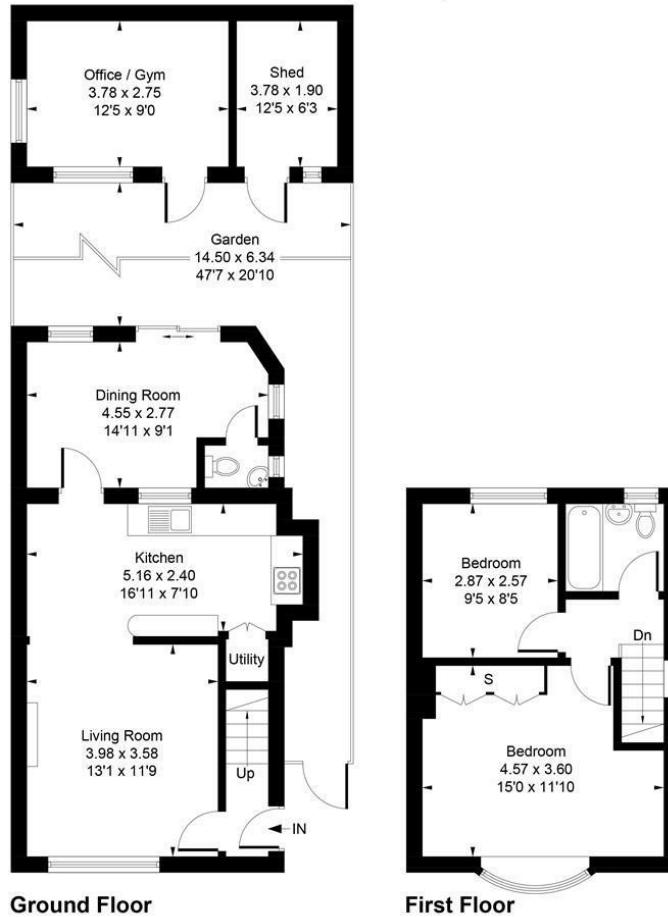 Office / Gym
3.78 x 2.75
12'5 x 9'0
Shed
3.78 x 1.90
12'5 x 6'3
Garden
14.50 x 6.34
47'7 x 20'10
Dining Room
4.55 x 2.77
14'11 x 9'1
Kitchen
5.16 x 2.40
16'11 x 7'10
Utility
Living Room
3.98 x 3.58
13'1 x 11'9
Up
IN
Ground Floor
Bedroom
2.87 x 2.57
9'5 x 8'5
Dn
S
Bedroom
4.57 x 3.60
15'0 x 11'10
First Floor